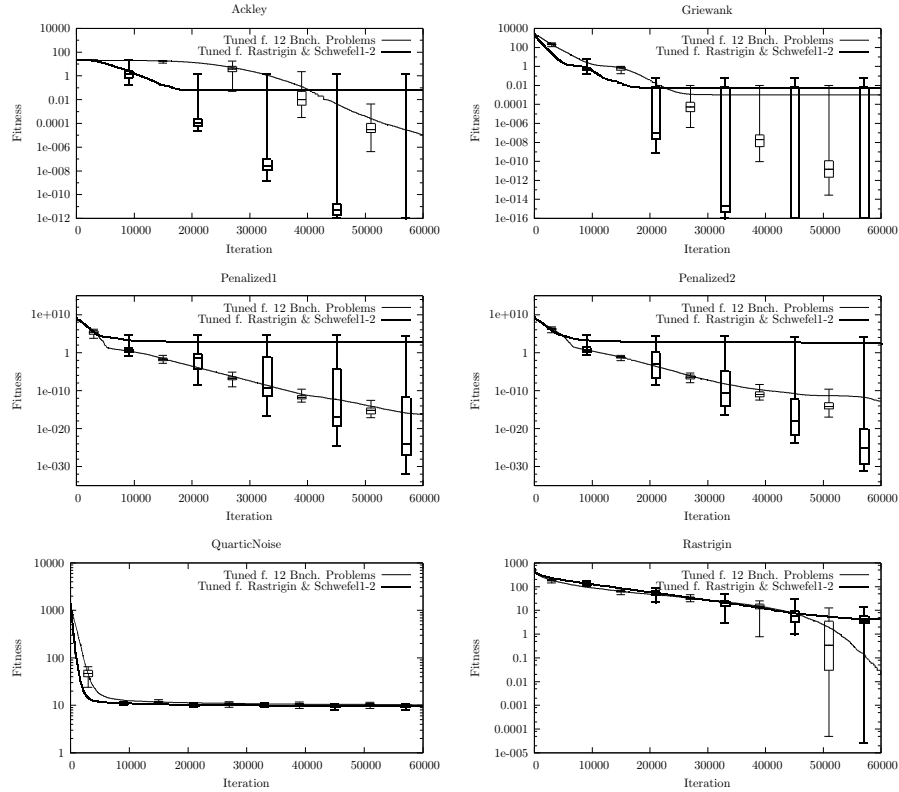 Ackley
10000
100
1
0.01
0.0001
1e-006
1e-008
1e-010
1e-012
Fitness
Tuned f. 12 Bnch. Problems
Tuned f. Rastrigin & Schwefel1-2
0 10000 20000 30000 40000 50000 60000
Iteration
Griewank
10000
100
1
0.01
0.0001
1e-006
1e-008
1e-010
1e-012
1e-014
1e-016
Fitness
Tuned f. 12 Bnch. Problems
Tuned f. Rastrigin & Schwefel1-2
0 10000 20000 30000 40000 50000 60000
Iteration
Penalized1
1e+010
1
1e-010
1e-020
1e-030
Fitness
Tuned f. 12 Bnch. Problems
Tuned f. Rastrigin & Schwefel1-2
0 10000 20000 30000 40000 50000 60000
Iteration
Penalized2
1e+010
1
1e-010
1e-020
1e-030
Fitness
Tuned f. 12 Bnch. Problems
Tuned f. Rastrigin & Schwefel1-2
0 10000 20000 30000 40000 50000 60000
Iteration
QuarticNoise
10000
1000
100
10
1
Fitness
Tuned f. 12 Bnch. Problems
Tuned f. Rastrigin & Schwefel1-2
0 10000 20000 30000 40000 50000 60000
Iteration
Rastrigin
1000
100
10
1
0.1
0.01
0.001
0.0001
1e-005
Fitness
Tuned f. 12 Bnch. Problems
Tuned f. Rastrigin & Schwefel1-2
0 10000 20000 30000 40000 50000 60000
Iteration